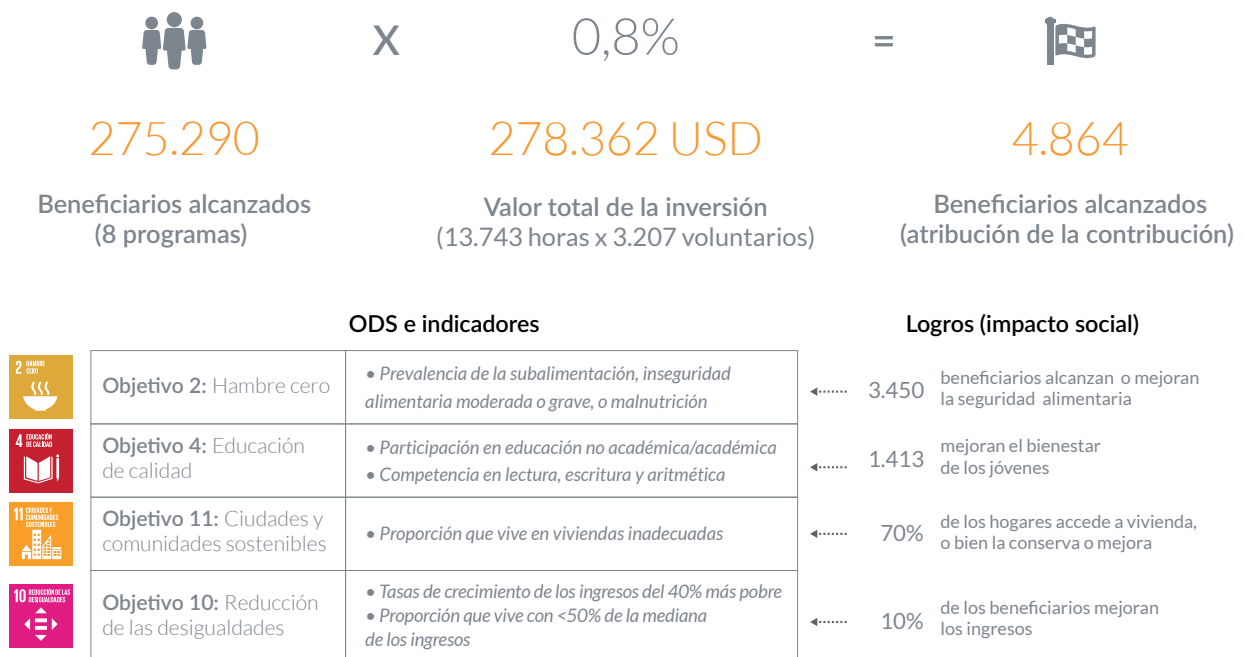 X 0,8% =
275.290 278.362 USD 4.864
Beneficiarios alcanzados
(8 programas)
Valor total de la inversión
(13.743 horas x 3.207 voluntarios)
Beneficiarios alcanzados
(atribución de la contribución)
ODS e indicadores
Logros (impacto social)
2 HAMBRE
CERO
Objetivo 2: Hambre cero
• Prevalencia de la subalimentación, inseguridad
alimentaria moderada o grave, o malnutrición
3.450
beneficiarios alcanzan o mejoran
la seguridad alimentaria
4 EDUCACIÓN
DE CALIDAD
Objetivo 4: Educación
de calidad
• Participación en educación no académica/académica
• Competencia en lectura, escritura y aritmética
1.413
mejoran el bienestar
de los jóvenes
11 CIUDADES Y
COMUNIDADES
SOSTENIBLES
Objetivo 11: Ciudades y
comunidades sostenibles
• Proporción que vive en viviendas inadecuadas
70%
de los hogares accede a vivienda,
o bien la conserva o mejora
10 REDUCCIÓN DE LAS
DESIGUALDADES
Objetivo 10: Reducción
de las desigualdades
• Tasas de crecimiento de los ingresos del 40% más pobre
• Proporción que vive con <50% de la mediana
de los ingresos
10%
de los beneficiarios mejoran
los ingresos